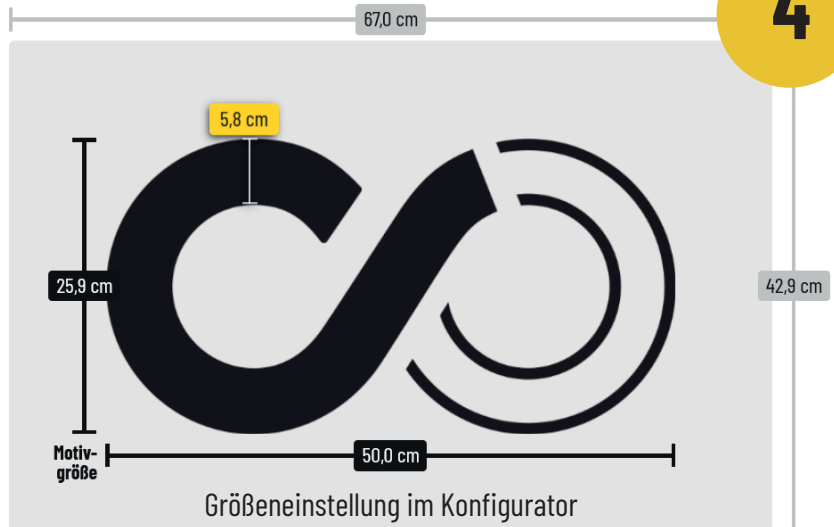 67,0 cm
4
5,8 cm
25,9 cm
42,9 cm
Motiv-
größe
50,0 cm
Größeneinstellung im Konfigurator